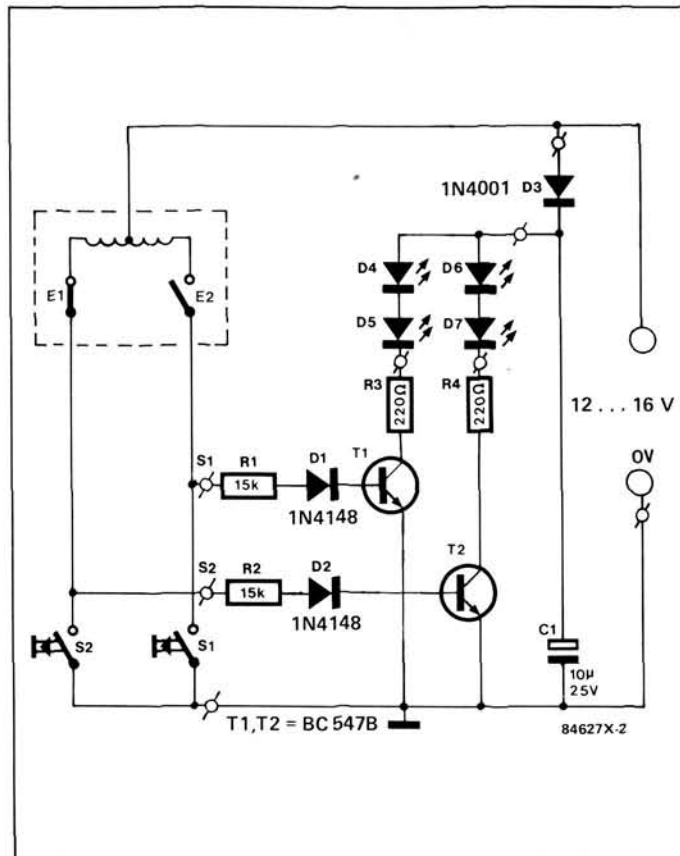 1N4001 D3
E1
E2
D4
D6
D5
D7
R3
220Ω
R4
220Ω
12 ... 16 V
S1
R1
15k
D1
1N4148
T1
0V
S2
R2
15k
D2
1N4148
T2
S2
S1
C1
10µ
25V
T1,T2 = BC 547B
84627X-2